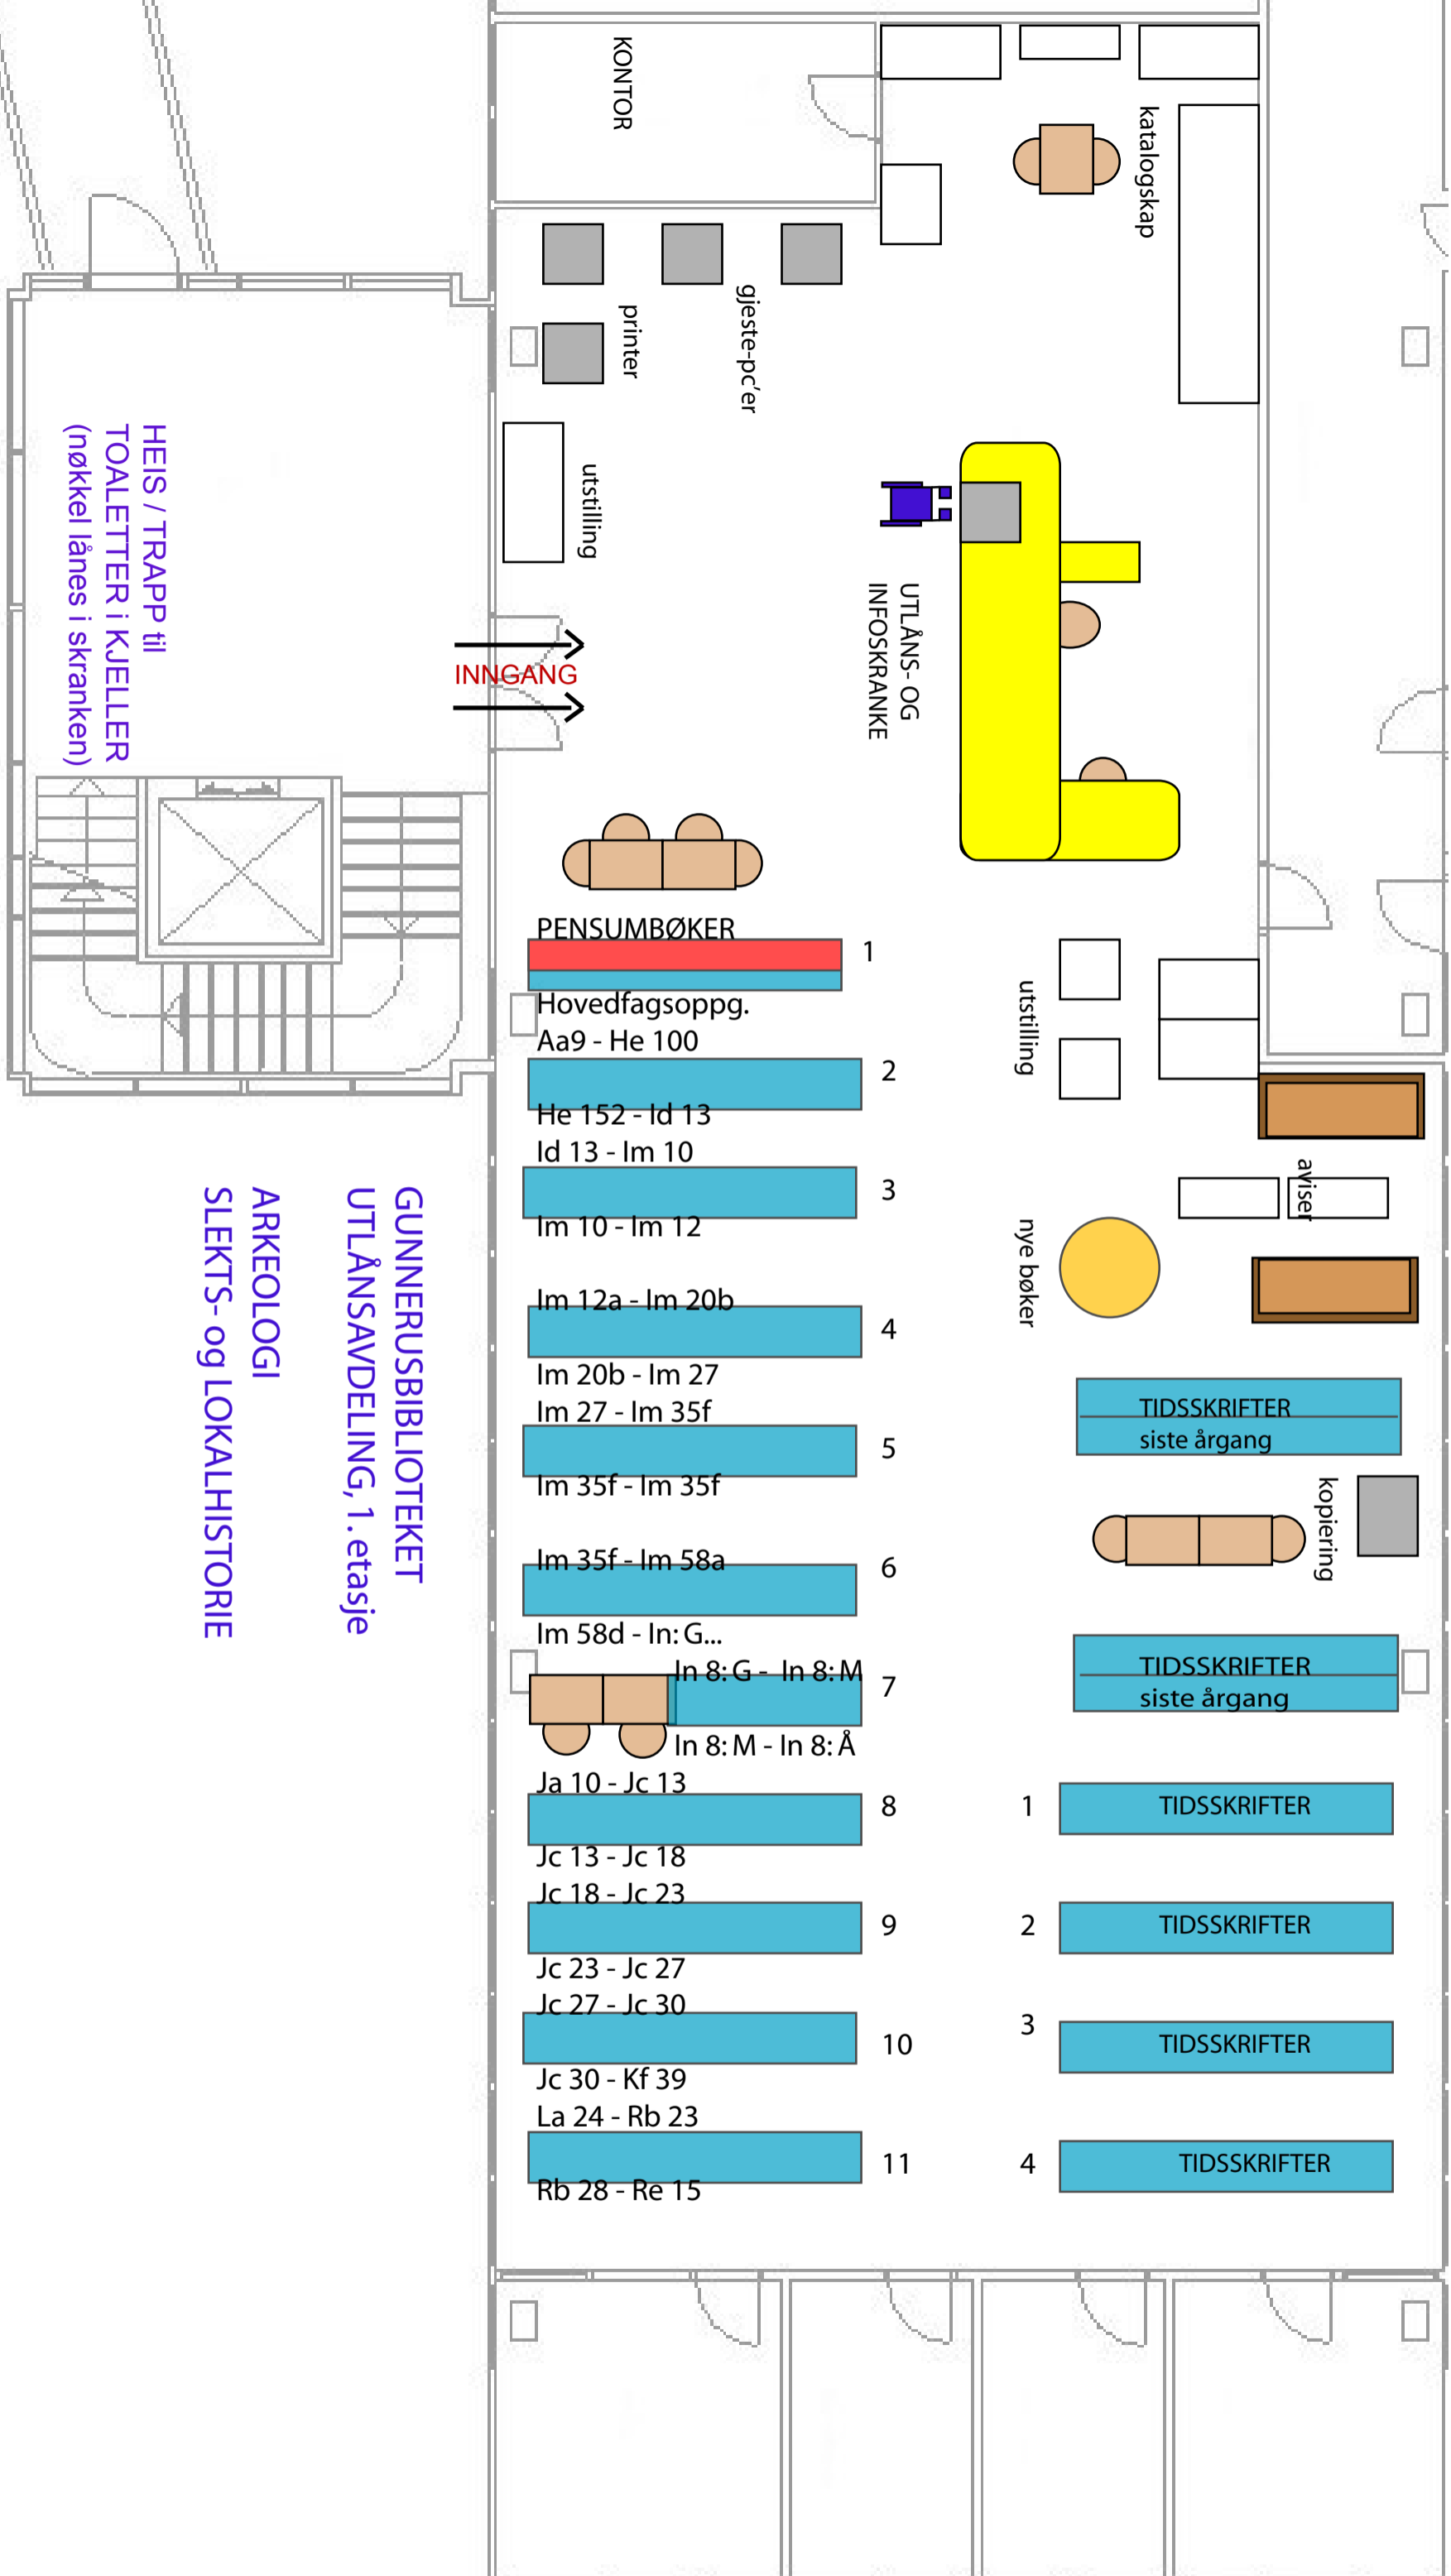 KONTOR
katalogskap
gjeste-pc'er
printer
utstilling
HEIS / TRAPP til
TOALETTER i KJELLER
(nøkkel lånes i skranken)
INNGANG
UTLÅNS- OG
INFOSKRANKE
PENSUMBØKER
1
Hovedfagsoppg.
Aa9 - He 100
2
He 152 - Id 13
Id 13 - Im 10
3
Im 10 - Im 12
Im 12a - Im 20b
4
Im 20b - Im 27
Im 27 - Im 35f
5
Im 35f - Im 35f
Im 35f - Im 58a
6
Im 58d - In: G...
In 8: G - In 8: M
7
In 8: M - In 8: Å
Ja 10 - Jc 13
8
Jc 13 - Jc 18
Jc 18 - Jc 23
9
Jc 23 - Jc 27
Jc 27 - Jc 30
10
Jc 30 - Kf 39
La 24 - Rb 23
11
Rb 28 - Re 15
utstilling
aviser
nye bøker
TIDSSKRIFTER
siste årgang
kopiering
TIDSSKRIFTER
siste årgang
1 TIDSSKRIFTER
2 TIDSSKRIFTER
3 TIDSSKRIFTER
4 TIDSSKRIFTER
GUNNERUSBIBLIOTEKET
UTLÅNSAVDELING, 1. etasje
ARKEOLOGI
SLEKTS- og LOKALHISTORIE